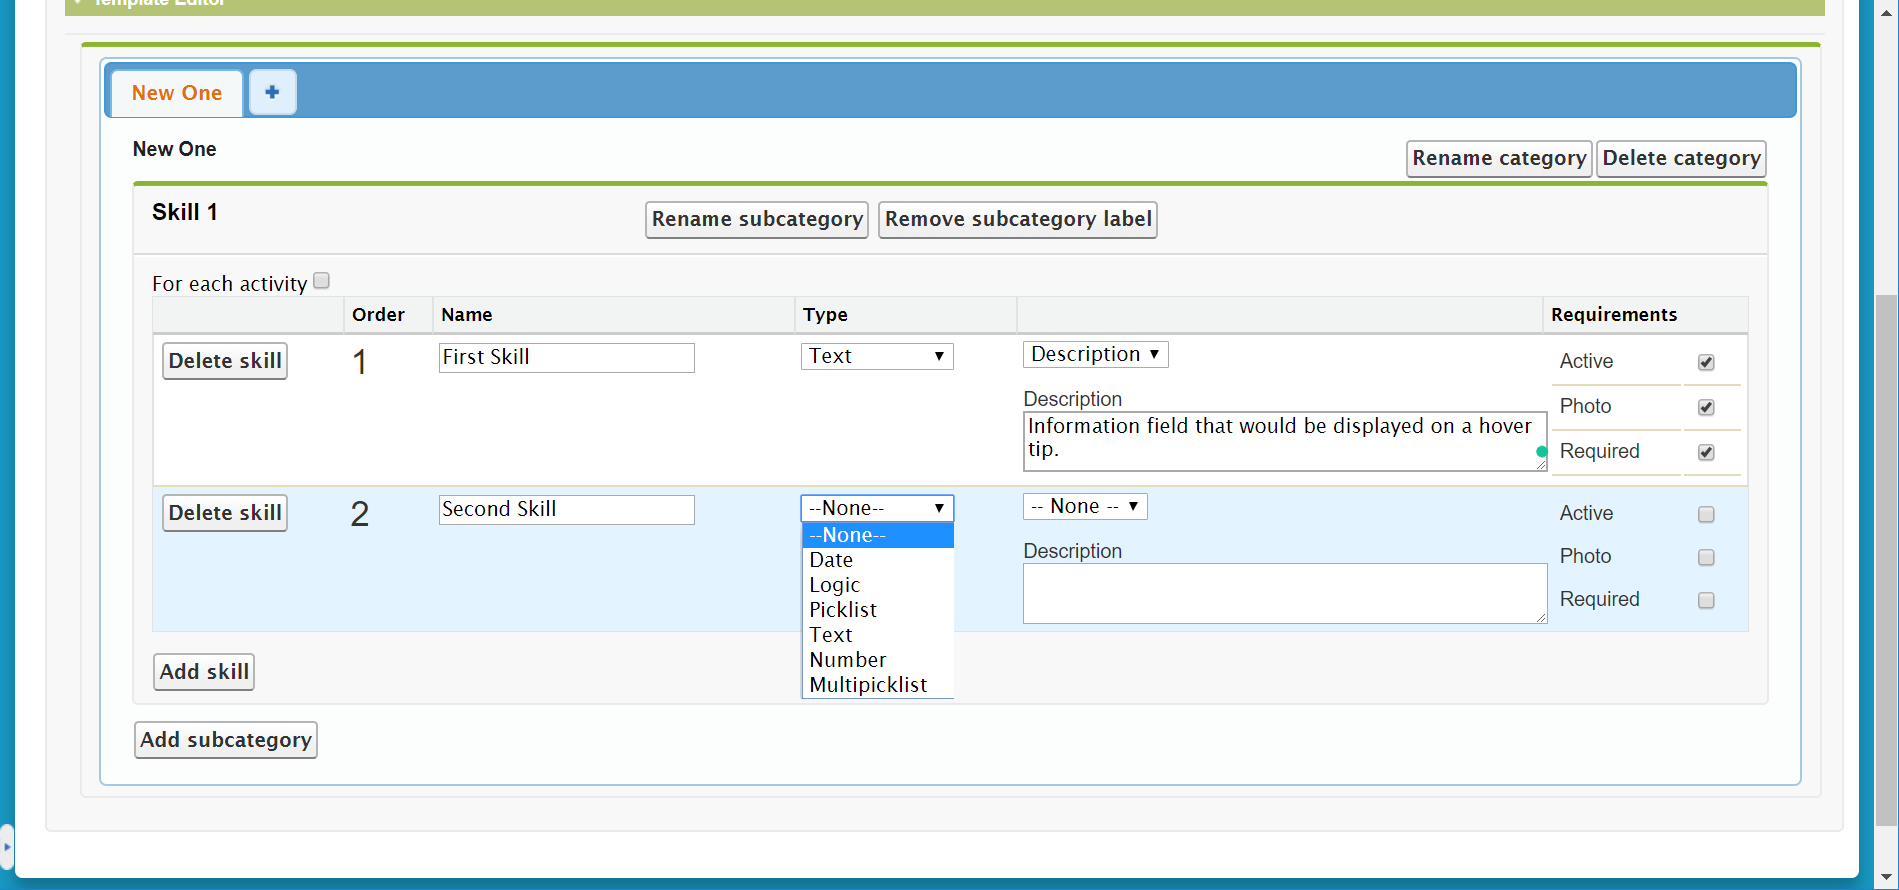 Template Editor
New One
+
New One
Rename category
Delete category
Skill 1
Rename subcategory
Remove subcategory label
For each activity
Order
Name
Type
Requirements
Delete skill
1
First Skill
Text
Description
Description
Information field that would be displayed on a hover
tip.
Active
Photo
Required
Delete skill
2
Second Skill
--None--
--None--
Date
Logic
Picklist
Text
Number
Multipicklist
-- None --
Description
Active
Photo
Required
Add skill
Add subcategory